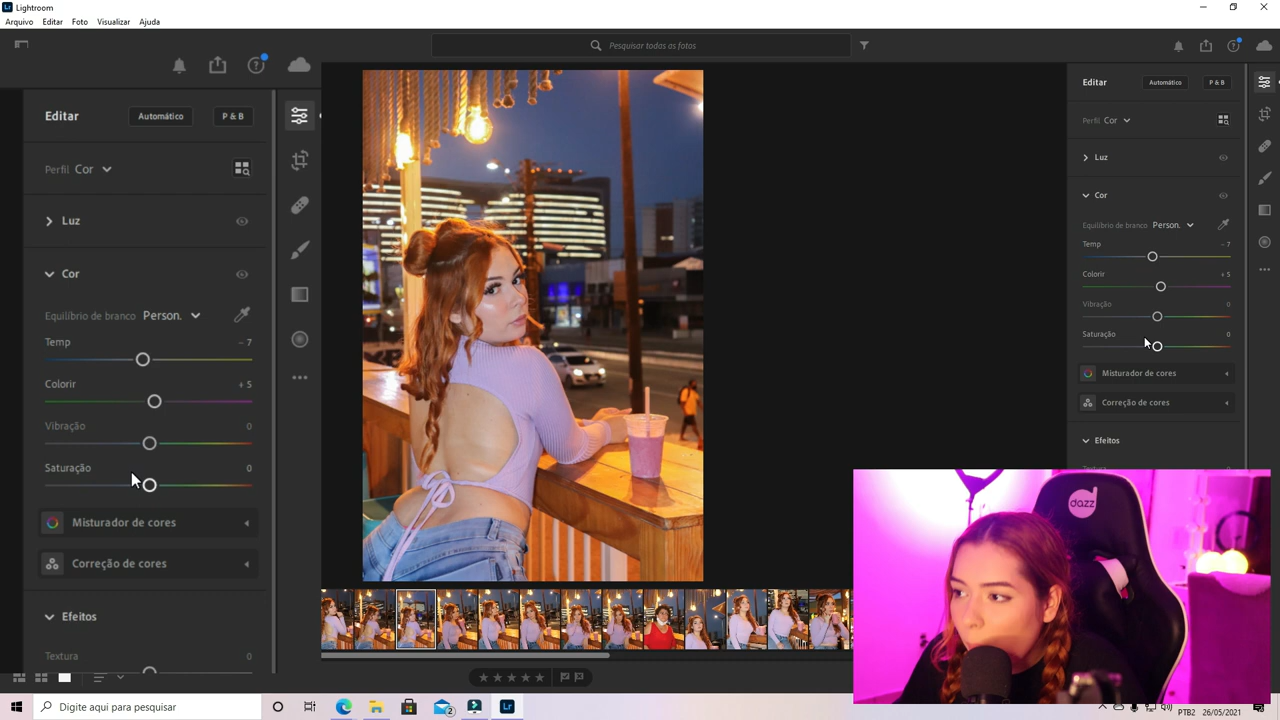 Lightroom
Arquivo Editar Foto Visualizar Ajuda
Pesquisar todas as fotos
Editar Automático P & B
Perfil Cor
Luz
Cor
Equilíbrio de branco Person.
Temp - 7
Colorir + 5
Vibração 0
Saturação 0
Misturador de cores
Correção de cores
Efeitos
Textura 0
Editar Automático P & B
Perfil Cor
Luz
Cor
Equilíbrio de branco Person.
Temp - 7
Colorir + 5
Vibração 0
Saturação 0
Misturador de cores
Correção de cores
Efeitos
dazz
Digite aqui para pesquisar
2
Lr
PTB2 26/05/2021